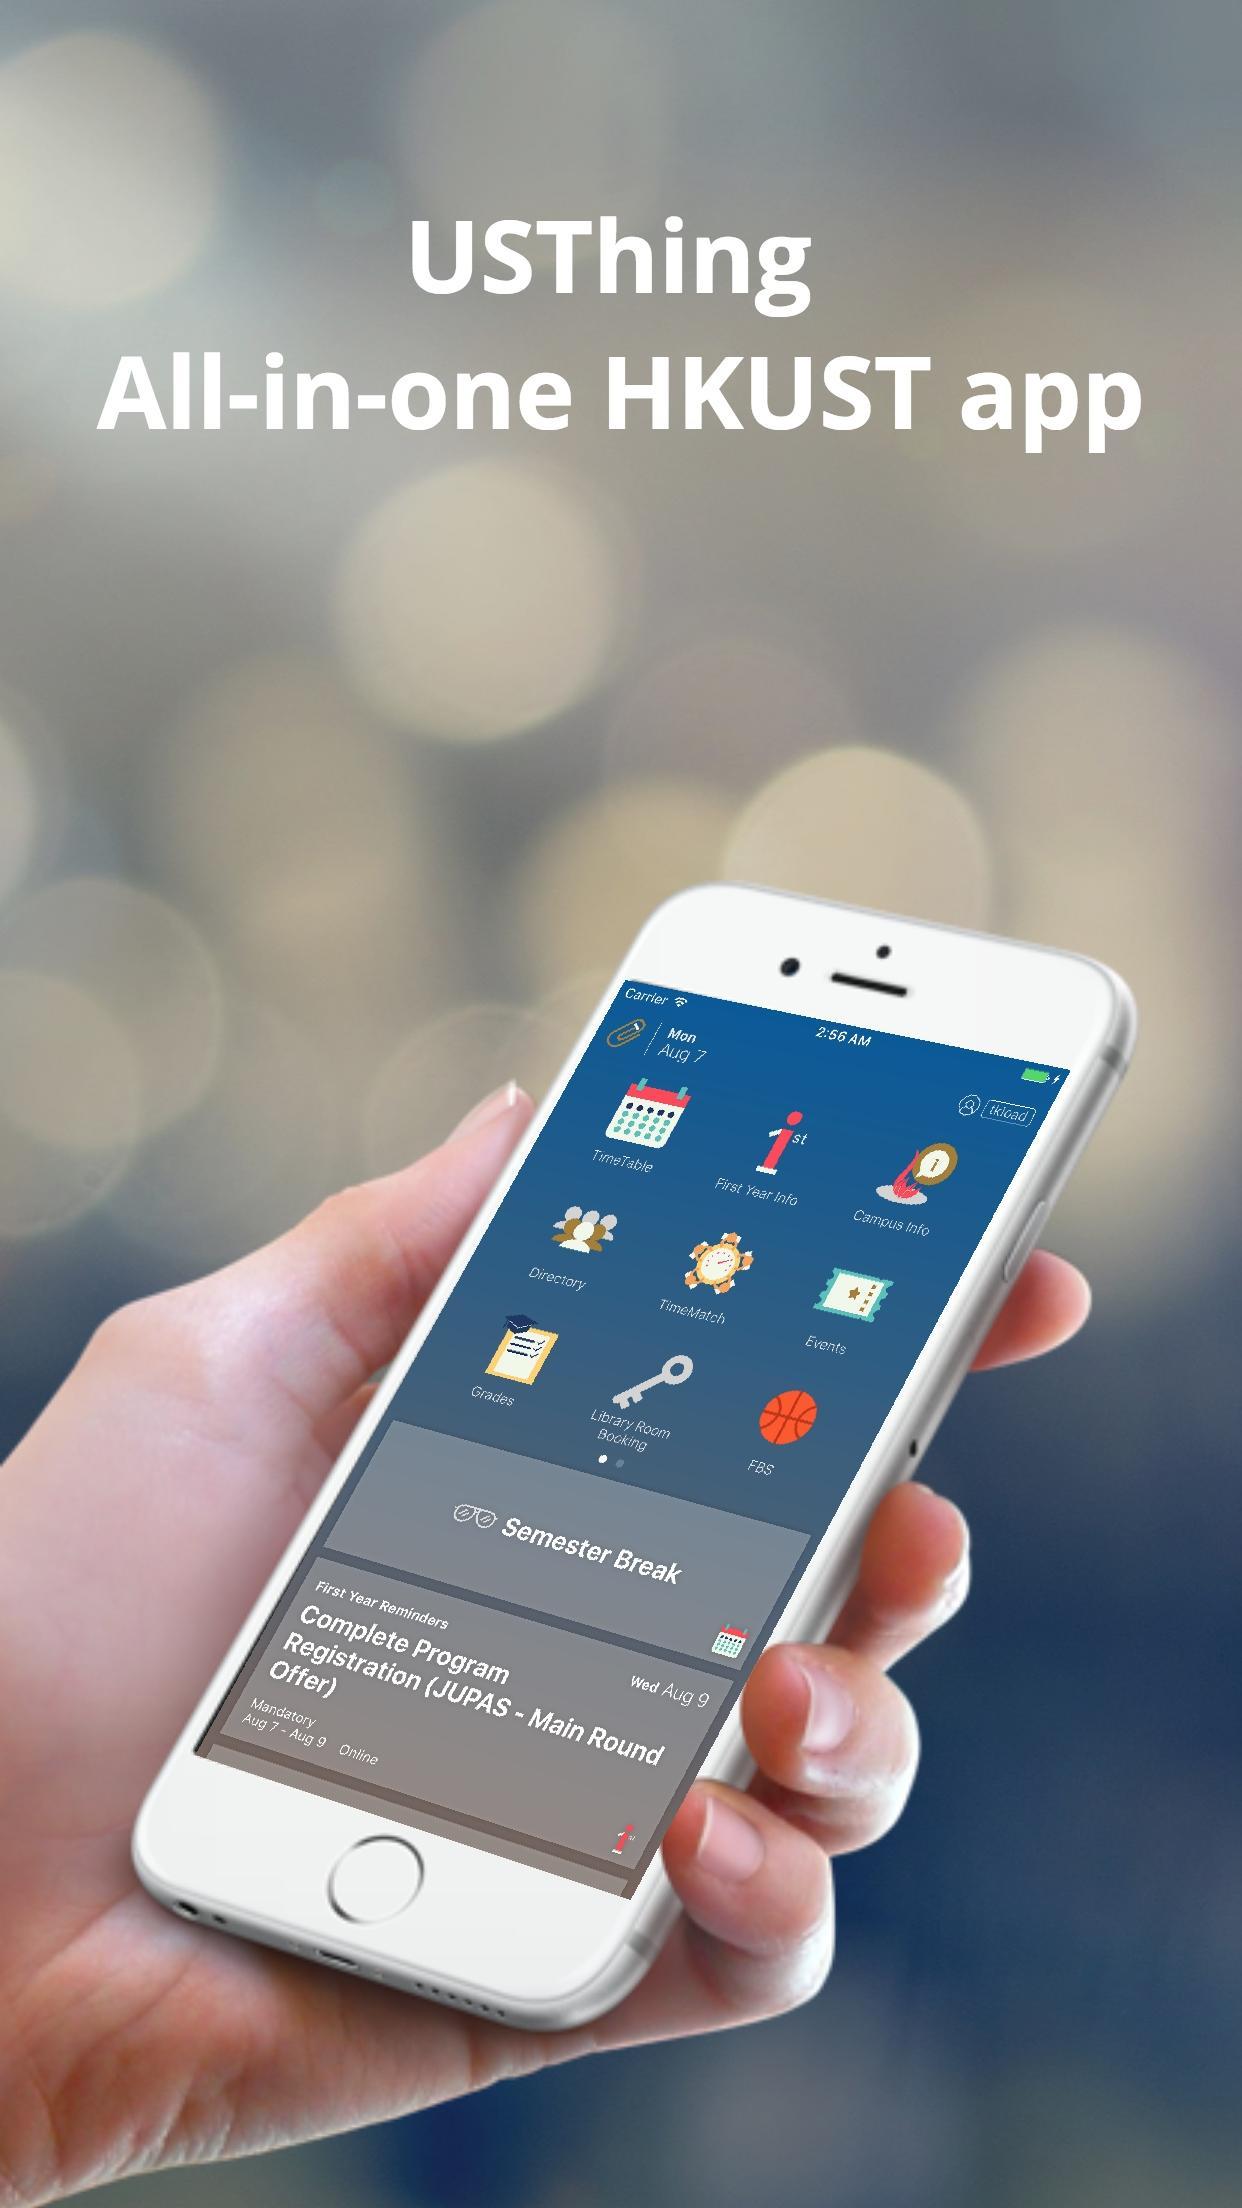 USThing
All-in-one HKUST app
Carrier
2:56 AM
Mon
Aug 7
tkload
TimeTable
1st
First Year Info
Campus Info
Directory
TimeMatch
Events
Grades
Library Room
Booking
FBS
Semester Break
First Year Reminders
Complete Program
Registration (JUPAS - Main Round
Offer)
Wed Aug 9
Mandatory
Aug 7 - Aug 9 Online